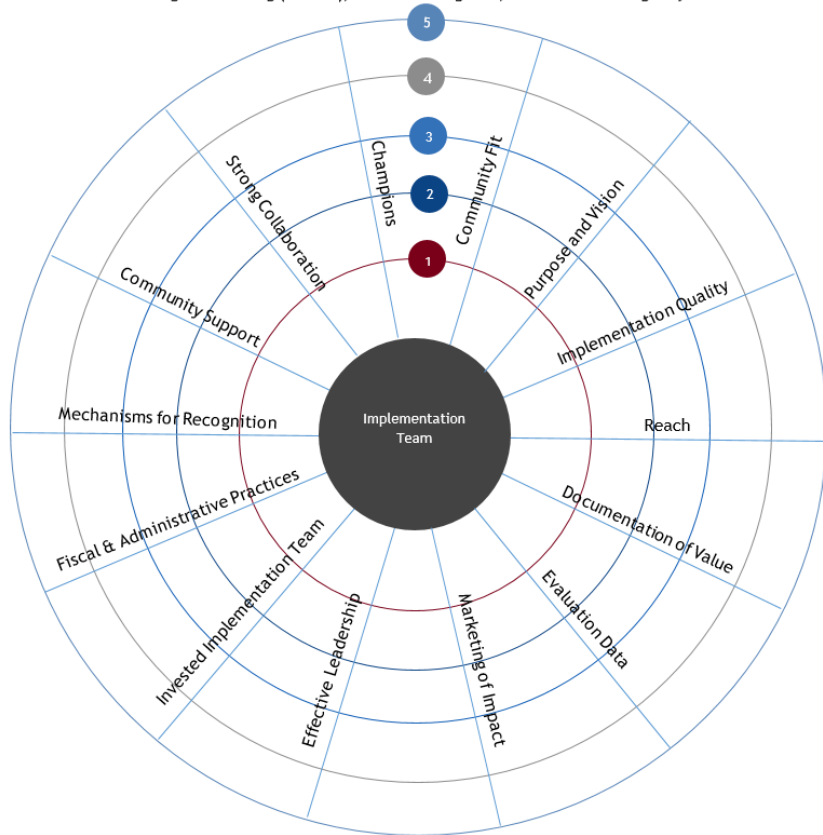 5
4
3
2
1
Champions
Community Fit
Purpose and Vision
Implementation Quality
Reach
Documentation of Value
Evaluation Data
Marketing of Impact
Effective Leadership
Invested Implementation Team
Fiscal & Administrative Practices
Mechanisms for Recognition
Community Support
Strong Collaboration
Implementation
Team